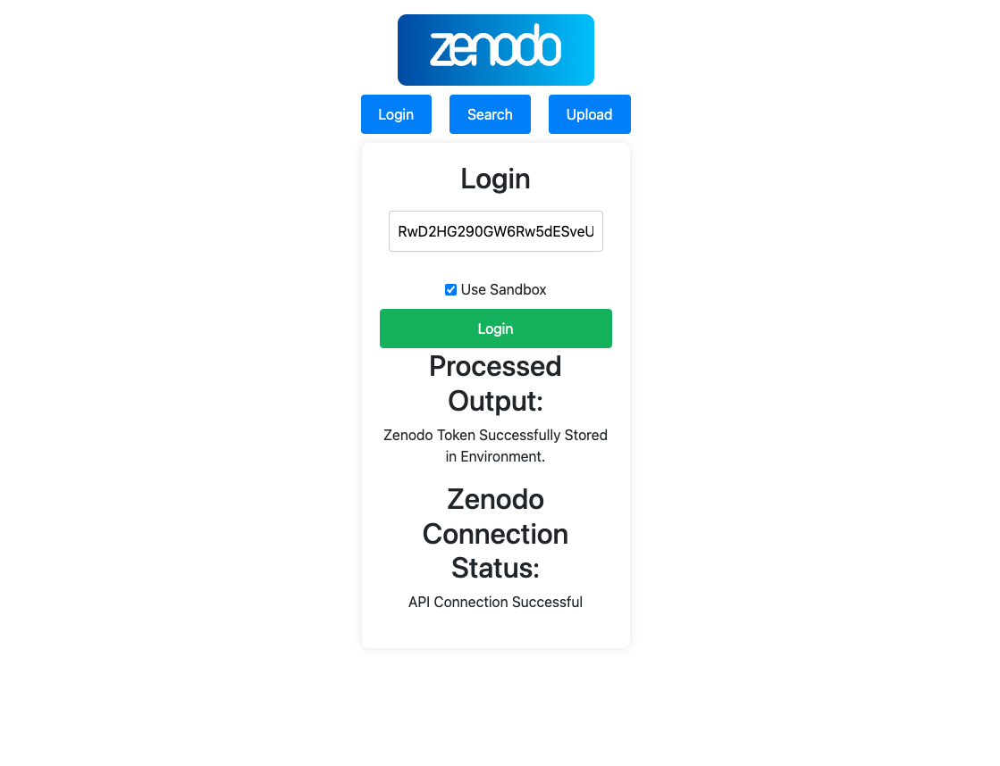 zenodo
Login
Search
Upload
Login
RwD2HG290GW6Rw5dESveU
Use Sandbox
Login
Processed
Output:
Zenodo Token Successfully Stored
in Environment.
Zenodo
Connection
Status:
API Connection Successful